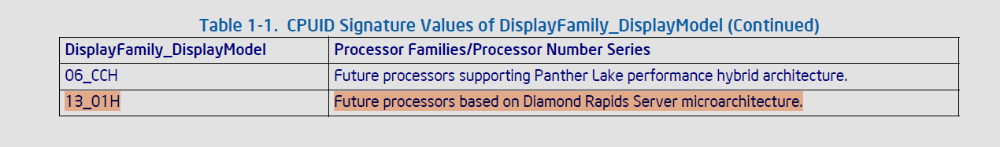 Table 1-1. CPUID Signature Values of DisplayFamily_DisplayModel (Continued)
DisplayFamily_DisplayModel Processor Families/Processor Number Series
06_CCH Future processors supporting Panther Lake performance hybrid architecture.
13_01H Future processors based on Diamond Rapids Server microarchitecture.